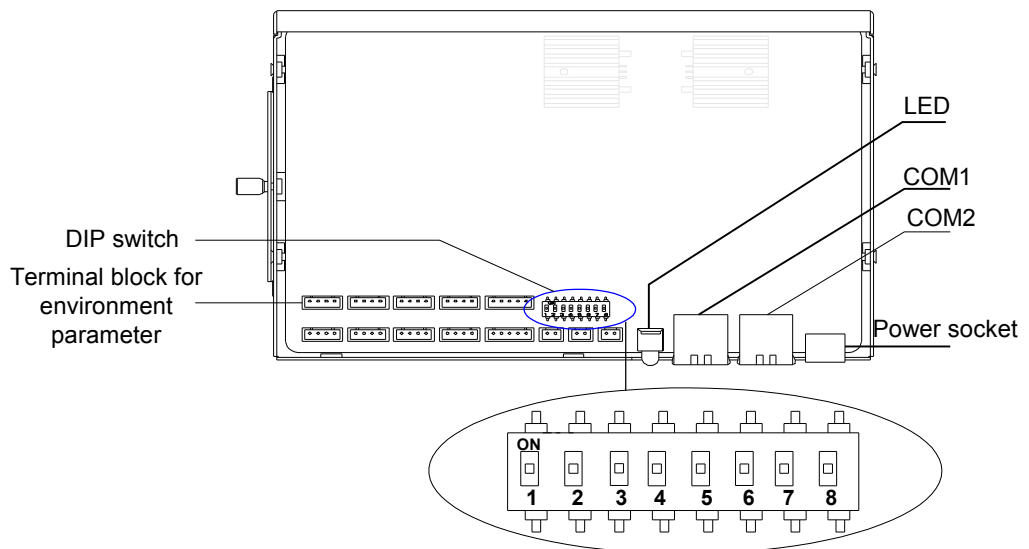 LED
COM1
COM2
DIP switch
Terminal block for
environment
parameter
Power socket
ON
1 2 3 4 5 6 7 8